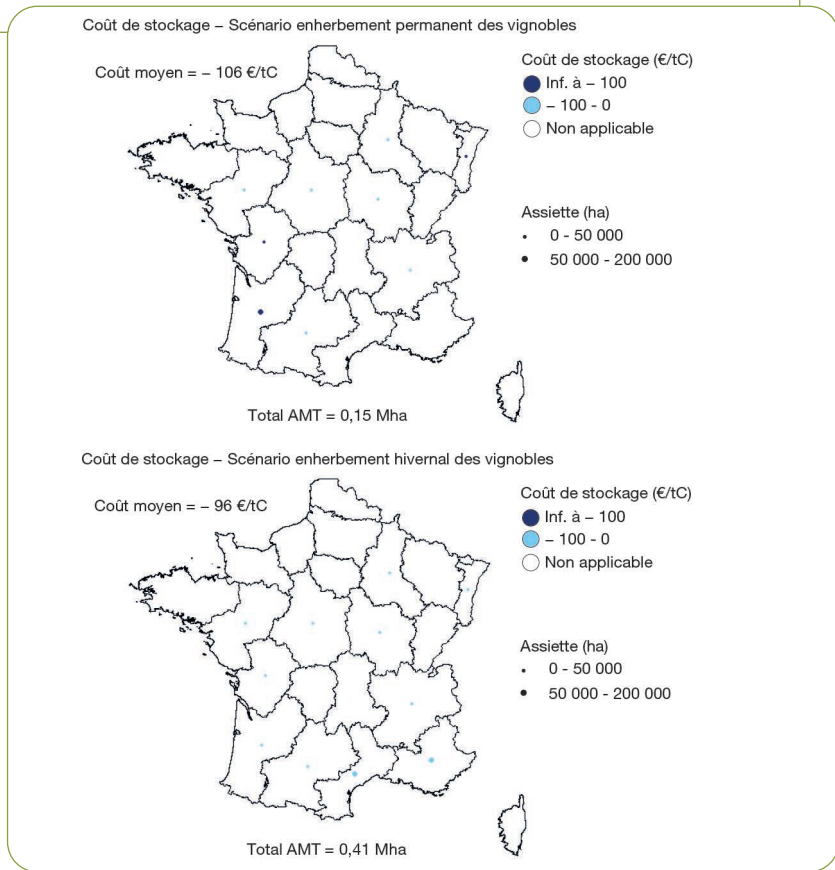 Coût de stockage – Scénario enherbement permanent des vignobles
Coût moyen = – 106 €/tC
Coût de stockage (€/tC)
Inf. à – 100
– 100 - 0
Non applicable
Assiette (ha)
0 - 50 000
50 000 - 200 000
Total AMT = 0,15 Mha
Coût de stockage – Scénario enherbement hivernal des vignobles
Coût moyen = – 96 €/tC
Coût de stockage (€/tC)
Inf. à – 100
– 100 - 0
Non applicable
Assiette (ha)
0 - 50 000
50 000 - 200 000
Total AMT = 0,41 Mha